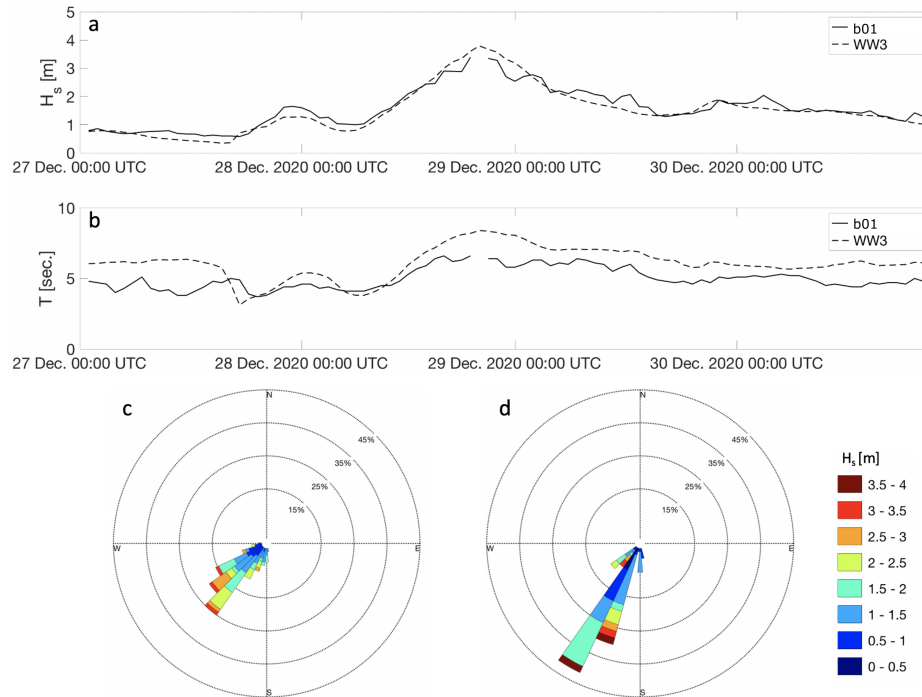 a
5
4
3
2
1
0
H_s [m]
b01
WW3
27 Dec. 00:00 UTC
28 Dec. 2020 00:00 UTC
29 Dec. 2020 00:00 UTC
30 Dec. 2020 00:00 UTC
b
10
5
0
T [sec.]
b01
WW3
27 Dec. 00:00 UTC
28 Dec. 2020 00:00 UTC
29 Dec. 2020 00:00 UTC
30 Dec. 2020 00:00 UTC
c
N
45%
35%
25%
15%
W
E
S
d
N
45%
35%
25%
15%
W
E
S
H_s [m]
3.5 - 4
3 - 3.5
2.5 - 3
2 - 2.5
1.5 - 2
1 - 1.5
0.5 - 1
0 - 0.5